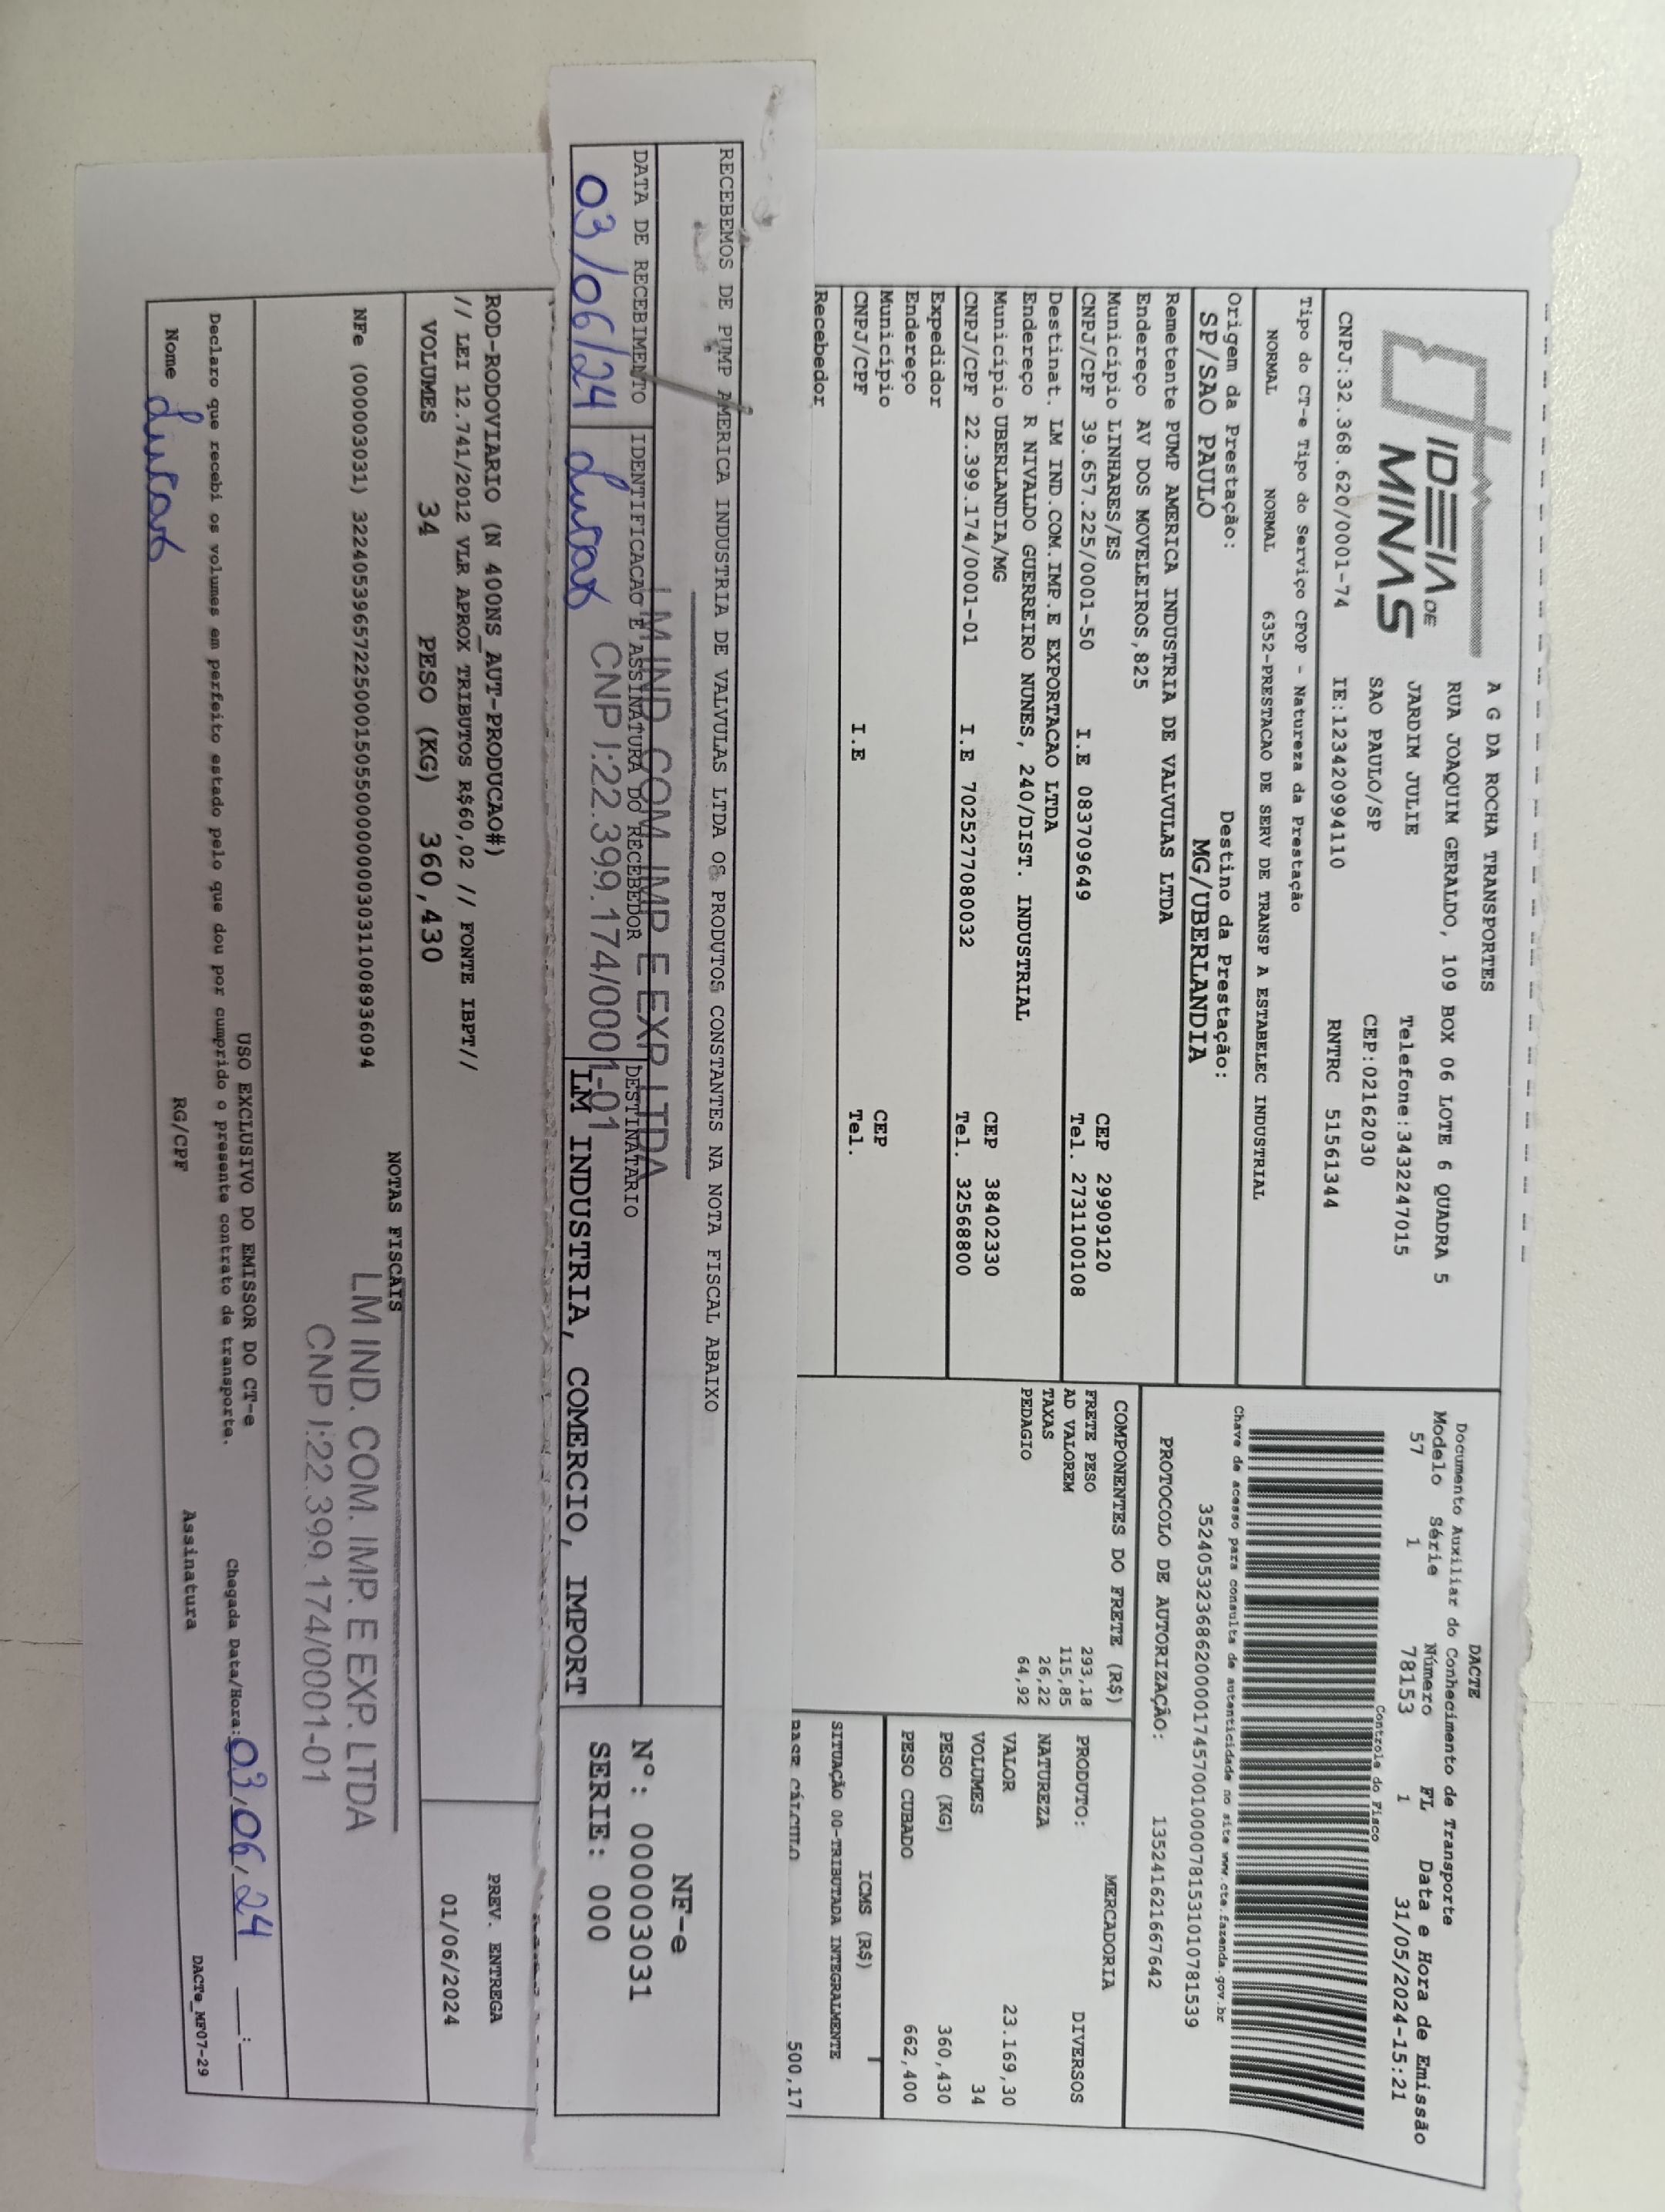 IDEIA DE
MINAS
A G DA ROCHA TRANSPORTES
RUA JOAQUIM GERALDO, 109 BOX 06 LOTE 6 QUADRA 5
JARDIM JULIE Telefone:3432247015
SAO PAULO/SP CEP:02162030
CNPJ:32.368.620/0001-74 IE:123420994110 RNTRC 51561344
DACTE
Documento Auxiliar do Conhecimento de Transporte
Modelo Série Número FL Data e Hora de Emissão
57 1 78153 1 31/05/2024-15:21
Controle do Fisco
Chave de acesso para consulta de autenticidade no site www.cte.fazenda.gov.br
35240532368620000174570010000781531010781539
PROTOCOLO DE AUTORIZAÇÃO: 135241621667642
Tipo do CT-e Tipo do Serviço CFOP - Natureza da Prestação
NORMAL NORMAL 6352-PRESTACAO DE SERV DE TRANSP A ESTABELEC INDUSTRIAL
Origem da Prestação: Destino da Prestação:
SP/SAO PAULO MG/UBERLANDIA
Remetente PUMP AMERICA INDUSTRIA DE VALVULAS LTDA
Endereço AV DOS MOVELEIROS,825
Município LINHARES/ES CEP 29909120
CNPJ/CPF 39.657.225/0001-50 I.E 083709649 Tel. 2731100108
Destinat. LM IND.COM.IMP.E EXPORTACAO LTDA
Endereço R NIVALDO GUERREIRO NUNES, 240/DIST. INDUSTRIAL
Município UBERLANDIA/MG CEP 38402330
CNPJ/CPF 22.399.174/0001-01 I.E 7025277080032 Tel. 32568800
Expedidor
Endereço
Município CEP
CNPJ/CPF I.E Tel.
Recebedor
COMPONENTES DO FRETE (R$)
FRETE PESO 293,18
AD VALOREM 115,85
TAXAS 26,22
PEDAGIO 64,92
MERCADORIA
PRODUTO: DIVERSOS
NATUREZA
VALOR 23.169,30
VOLUMES 34
PESO (KG) 360,430
PESO CUBADO 662,400
ICMS (R$)
SITUAÇÃO 00-TRIBUTADA INTEGRALMENTE
BASE CÁLCULO 500,17
RECEBEMOS DE PUMP AMERICA INDUSTRIA DE VALVULAS LTDA OS PRODUTOS CONSTANTES NA NOTA FISCAL ABAIXO
DATA DE RECEBIMENTO IDENTIFICACAO E ASSINATURA DO RECEBEDOR DESTINATARIO
03/06/24
LM IND. COM. IMP. E EXP. LTDA
CNPJ:22.399.174/0001-01
LM INDUSTRIA, COMERCIO, IMPORT
NF-e
Nº: 000003031
SERIE: 000
ROD-RODOVIARIO (N 400NS_AUT-PRODUCAO#)
// LEI 12.741/2012 VLR APROX TRIBUTOS R$60,02 // FONTE IBPT//
VOLUMES 34 PESO (KG) 360,430
PREV. ENTREGA
01/06/2024
NOTAS FISCAIS
NFe (000003031) 32240539657225000150550000000030311008936094
LM IND. COM. IMP. E EXP. LTDA
CNPJ:22.399.174/0001-01
USO EXCLUSIVO DO EMISSOR DO CT-e
Declaro que recebi os volumes em perfeito estado pelo que dou por cumprido o presente contrato de transporte.
Chegada Data/Hora: 03/06/24 __:__
Nome RG/CPF Assinatura
DACTe_MF07-29